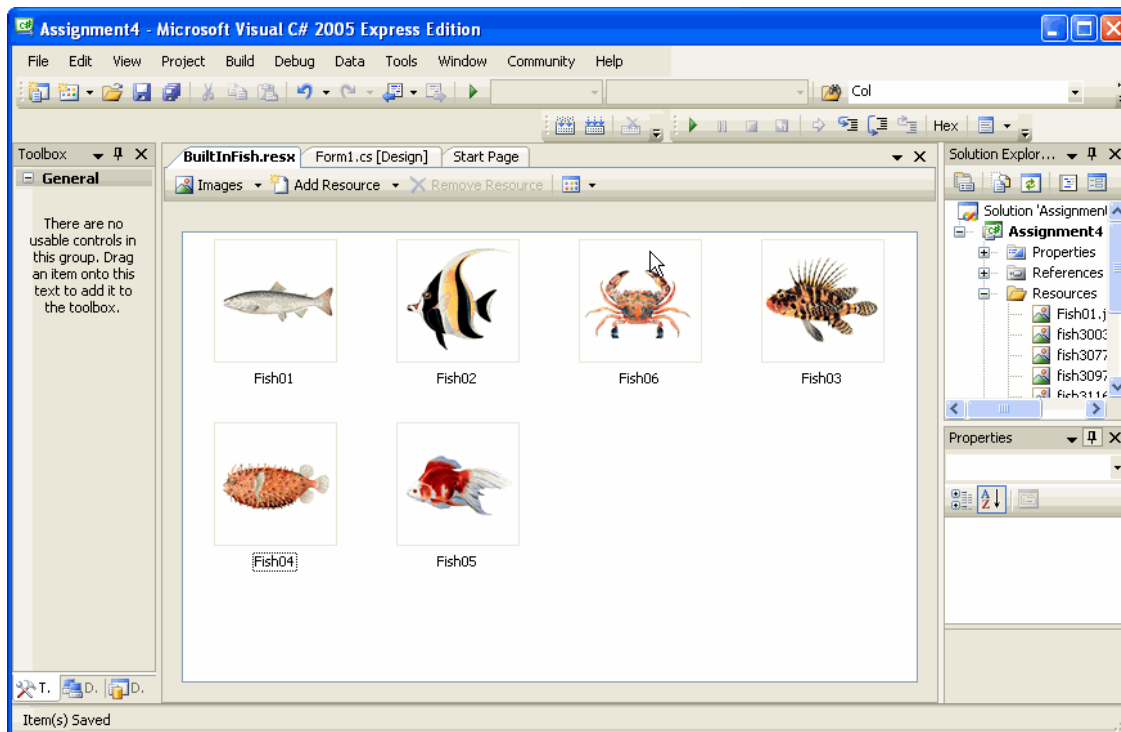 Assignment4 - Microsoft Visual C# 2005 Express Edition
File Edit View Project Build Debug Data Tools Window Community Help
Col
Hex
Toolbox
BuiltInFish.resx Form1.cs [Design] Start Page
Solution Explor...
General
Images Add Resource Remove Resource
There are no
usable controls in
this group. Drag
an item onto this
text to add it to
the toolbox.
Solution 'Assignment
Assignment4
Properties
References
Resources
Fish01.j
fish3003
fish3077
fish3097
fish3116
Fish01 Fish02 Fish06 Fish03
Properties
Fish04 Fish05
T. D. D.
Item(s) Saved